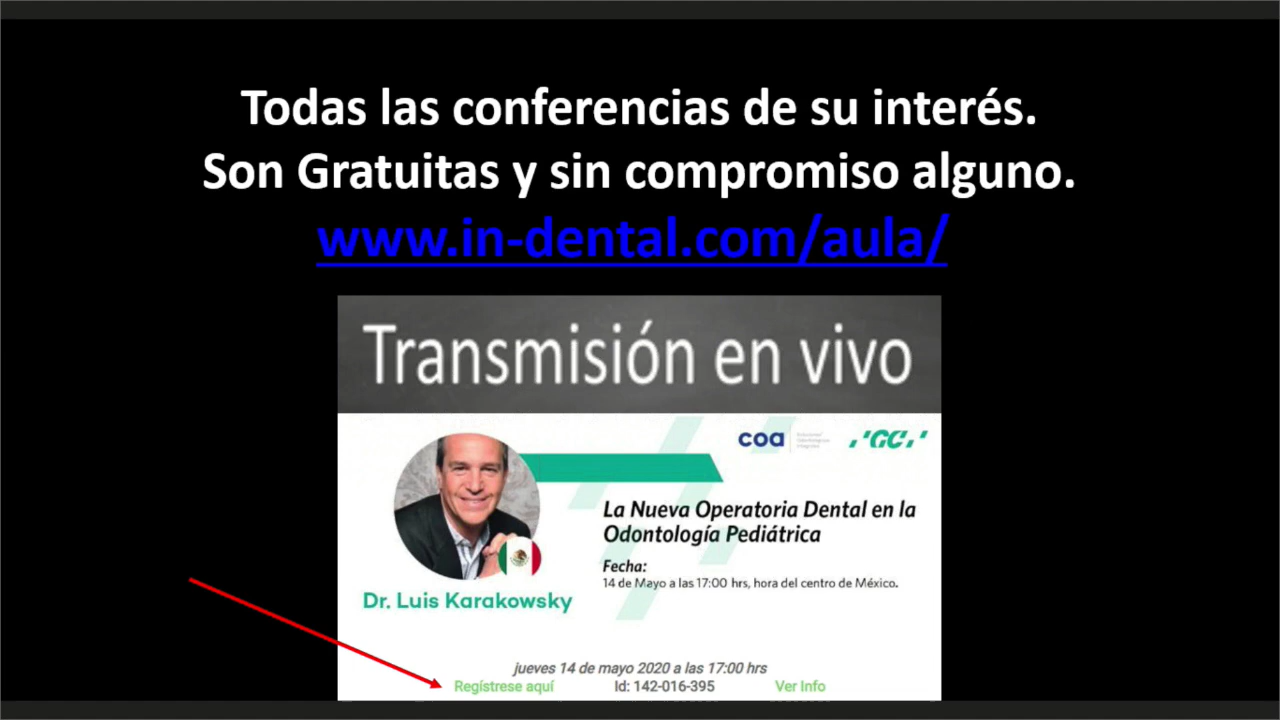 Todas las conferencias de su interés.
Son Gratuitas y sin compromiso alguno.
www.in-dental.com/aula/
Transmisión en vivo
coa
GC
La Nueva Operatoria Dental en la
Odontología Pediátrica
Fecha:
14 de Mayo a las 17:00 hrs, hora del centro de México.
Dr. Luis Karakowsky
jueves 14 de mayo 2020 a las 17:00 hrs
Regístrese aquí Id: 142-016-395 Ver Info